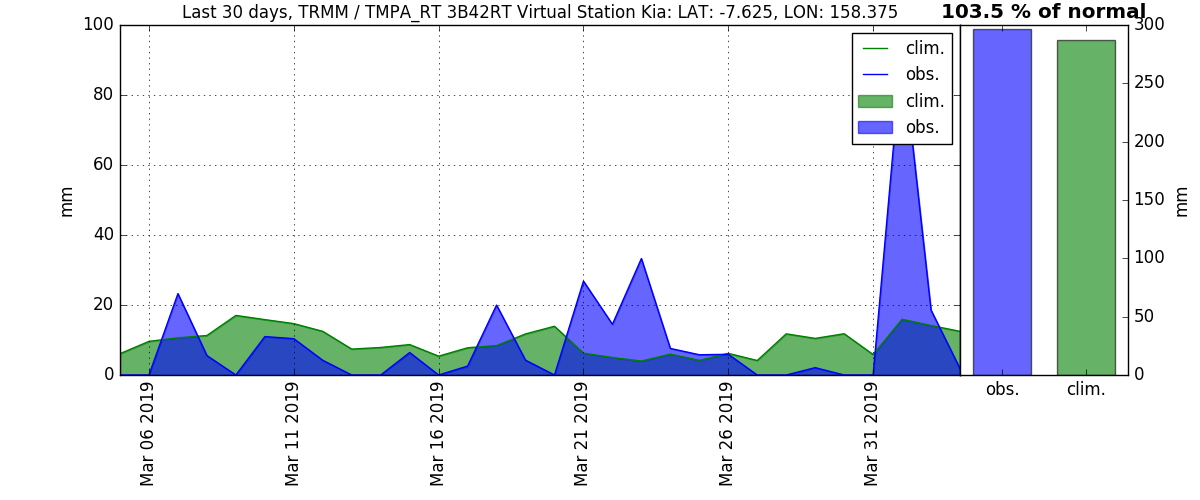 Last 30 days, TRMM / TMPA_RT 3B42RT Virtual Station Kia: LAT: -7.625, LON: 158.375
103.5 % of normal
100
80
60
40
20
0
mm
clim.
obs.
clim.
obs.
300
250
200
150
100
50
0
mm
Mar 06 2019
Mar 11 2019
Mar 16 2019
Mar 21 2019
Mar 26 2019
Mar 31 2019
obs.
clim.